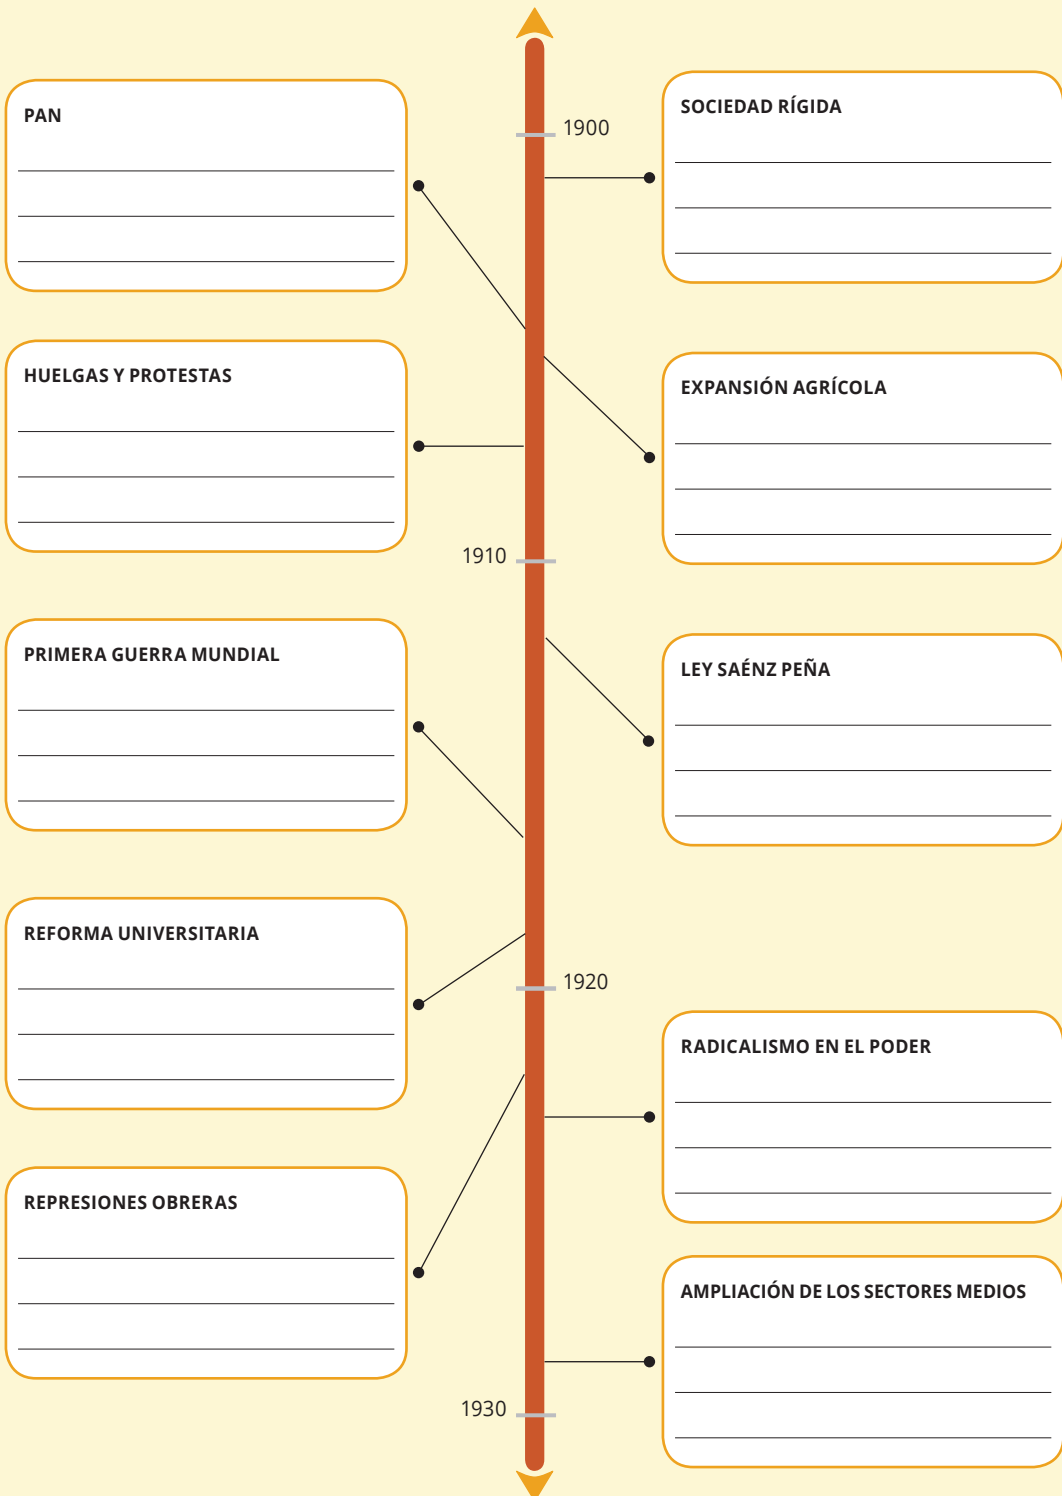 PAN
SOCIEDAD RÍGIDA
1900
HUELGAS Y PROTESTAS
EXPANSIÓN AGRÍCOLA
1910
PRIMERA GUERRA MUNDIAL
LEY SAÉNZ PEÑA
REFORMA UNIVERSITARIA
1920
RADICALISMO EN EL PODER
REPRESIONES OBRERAS
AMPLIACIÓN DE LOS SECTORES MEDIOS
1930